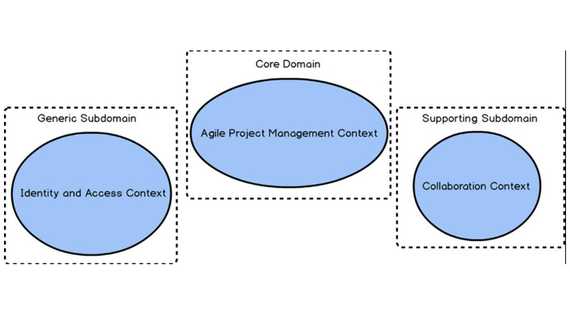 Core Domain
Agile Project Management Context
Generic Subdomain
Identity and Access Context
Supporting Subdomain
Collaboration Context